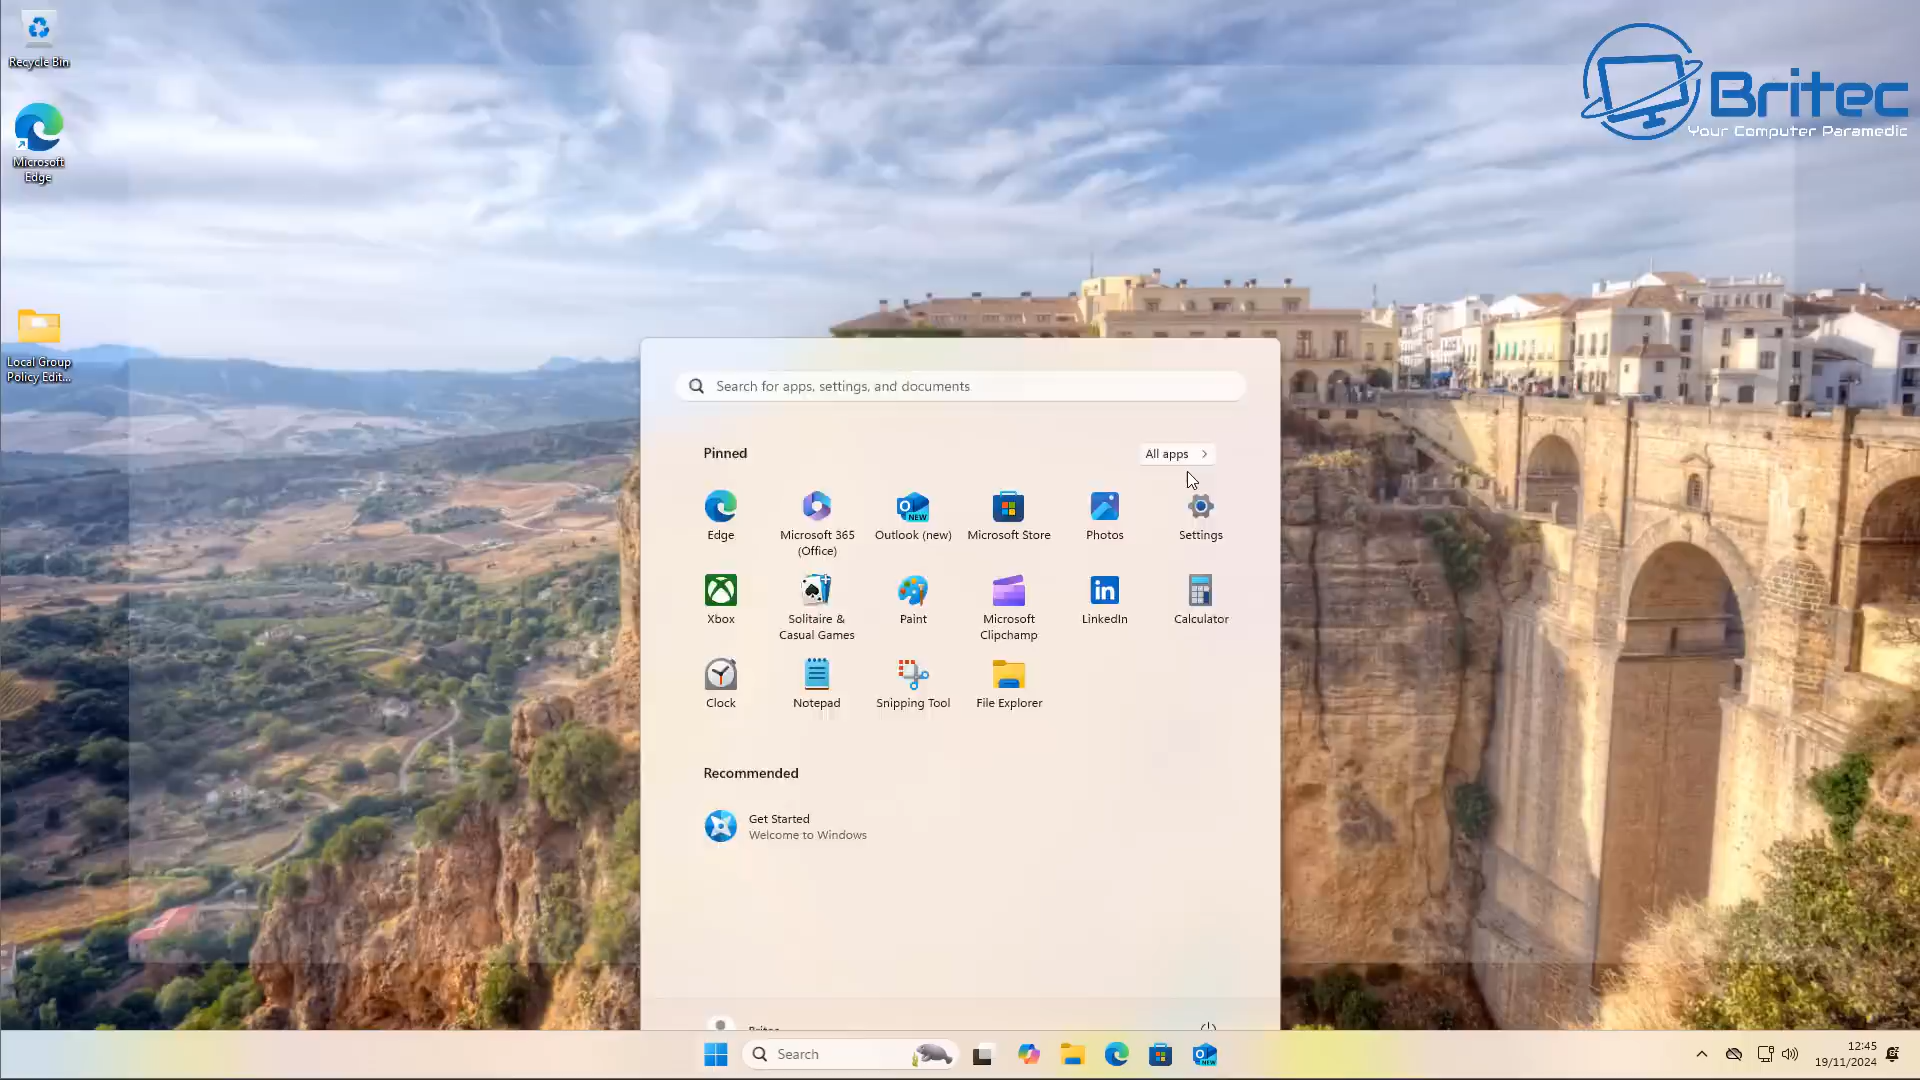 Recycle Bin
Microsoft
Edge
Local Group
Policy Edit...
Britec
Your Computer Paramedic
Search for apps, settings, and documents
Pinned
All apps
Edge
Microsoft 365
(Office)
Outlook (new)
Microsoft Store
Photos
Settings
Xbox
Solitaire &
Casual Games
Paint
Microsoft
Clipchamp
LinkedIn
Calculator
Clock
Notepad
Snipping Tool
File Explorer
Recommended
Get Started
Welcome to Windows
Britec
Search
12:45
19/11/2024